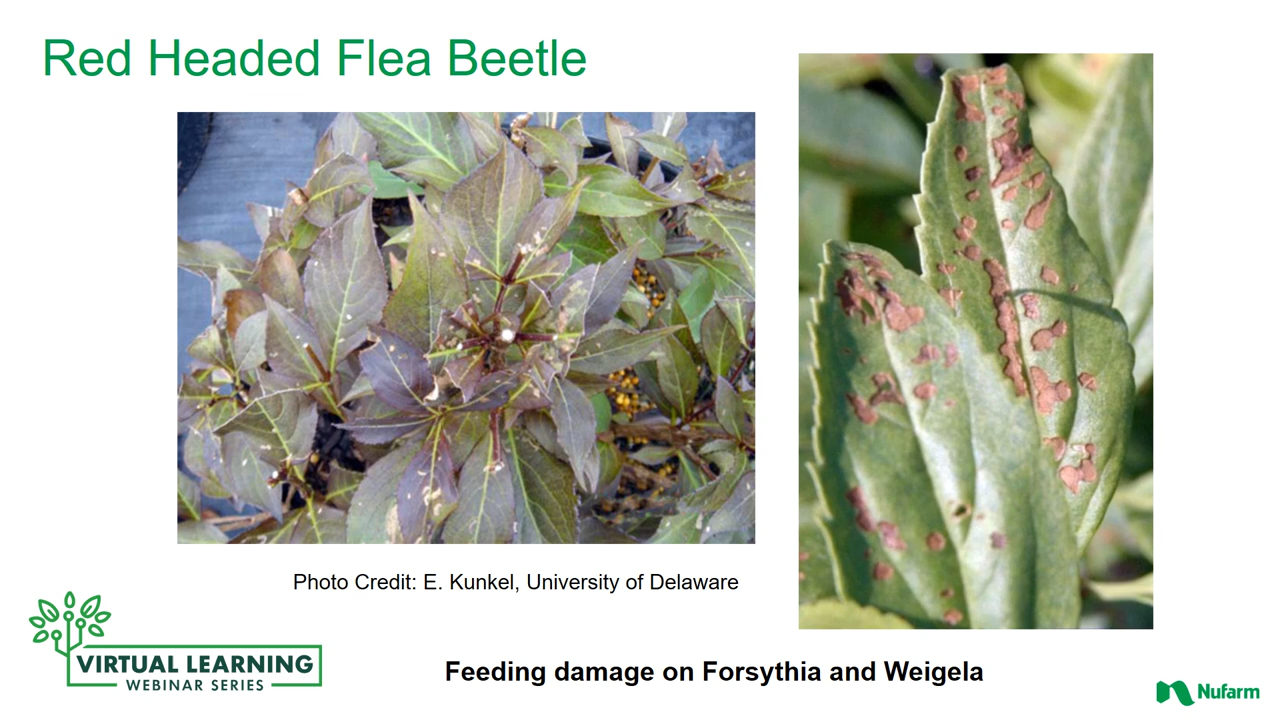 Red Headed Flea Beetle
Photo Credit: E. Kunkel, University of Delaware
VIRTUAL LEARNING
WEBINAR SERIES
Feeding damage on Forsythia and Weigela
Nufarm